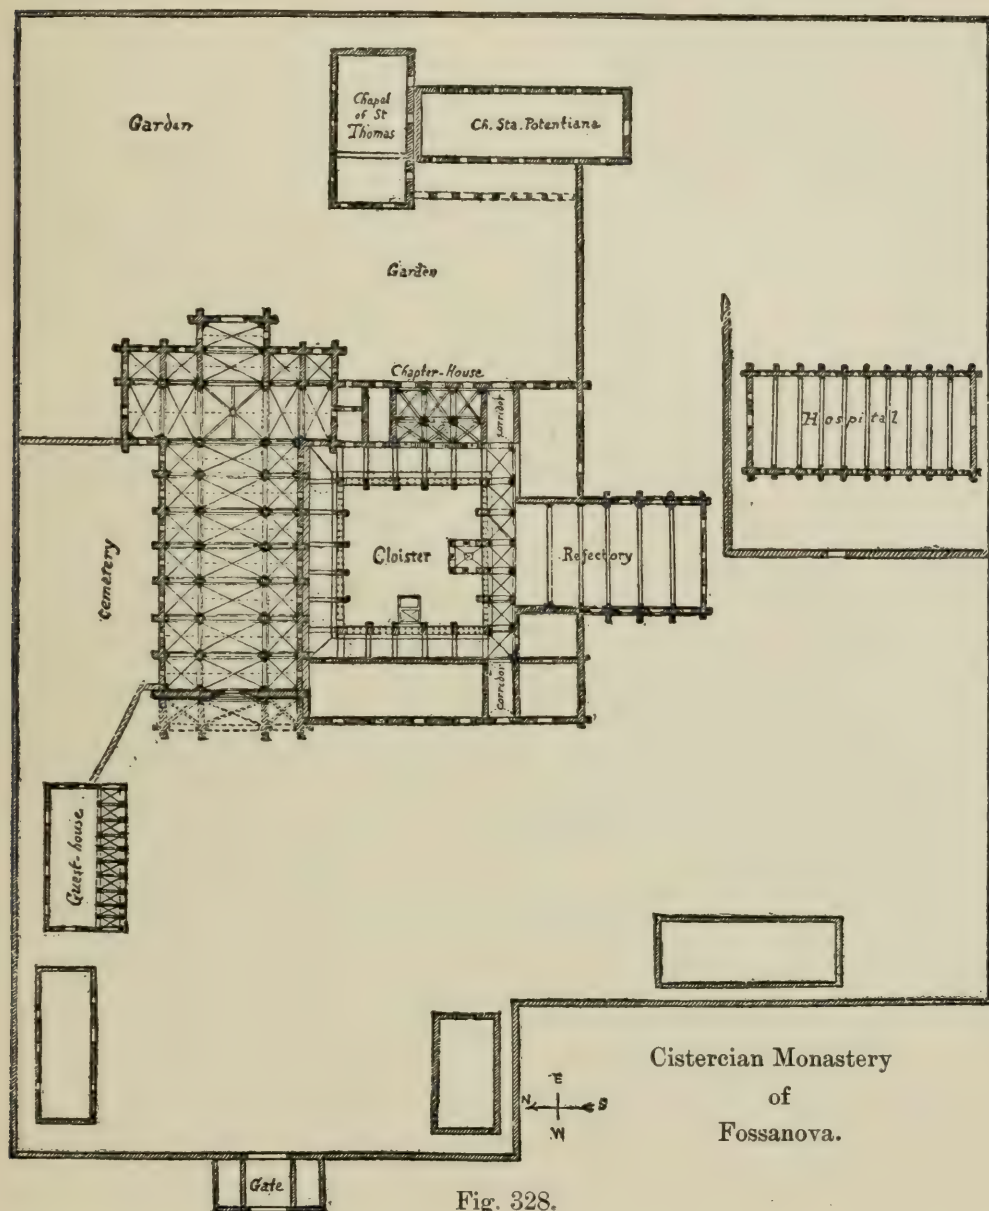 Garden
Chapel
of St
Thomas
Ch. Sta. Potentiana
Garden
Chapter-House
corridor
Hospitall
Cemetery
Cloister
Refectory
corridor
Guest-house
E
N
S
W
Cistercian Monastery
of
Fossanova.
Gate
Fig. 328.